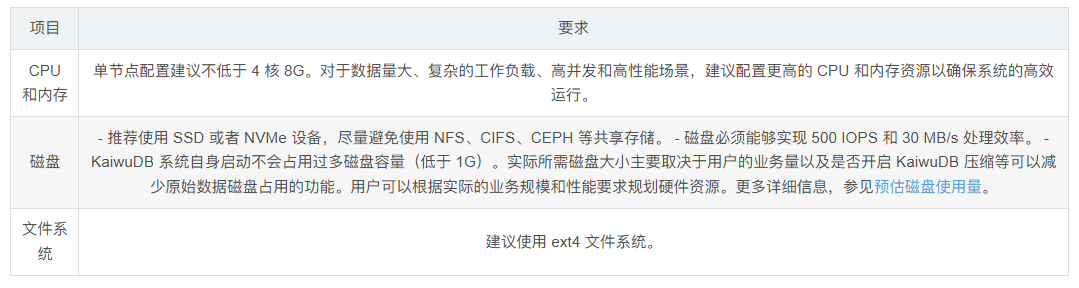 项目
要求
CPU
和内存
单节点配置建议不低于 4 核 8G。对于数据量大、复杂的工作负载、高并发和高性能场景，建议配置更高的 CPU 和内存资源以确保系统的高效
运行。
磁盘
- 推荐使用 SSD 或者 NVMe 设备，尽量避免使用 NFS、CIFS、CEPH 等共享存储。 - 磁盘必须能够实现 500 IOPS 和 30 MB/s 处理效率。 -
KaiwuDB 系统自身启动不会占用过多磁盘容量（低于 1G）。实际所需磁盘大小主要取决于用户的业务量以及是否开启 KaiwuDB 压缩等可以减
少原始数据磁盘占用的功能。用户可以根据实际的业务规模和性能要求规划硬件资源。更多详细信息，参见预估磁盘使用量。
文件系
统
建议使用 ext4 文件系统。